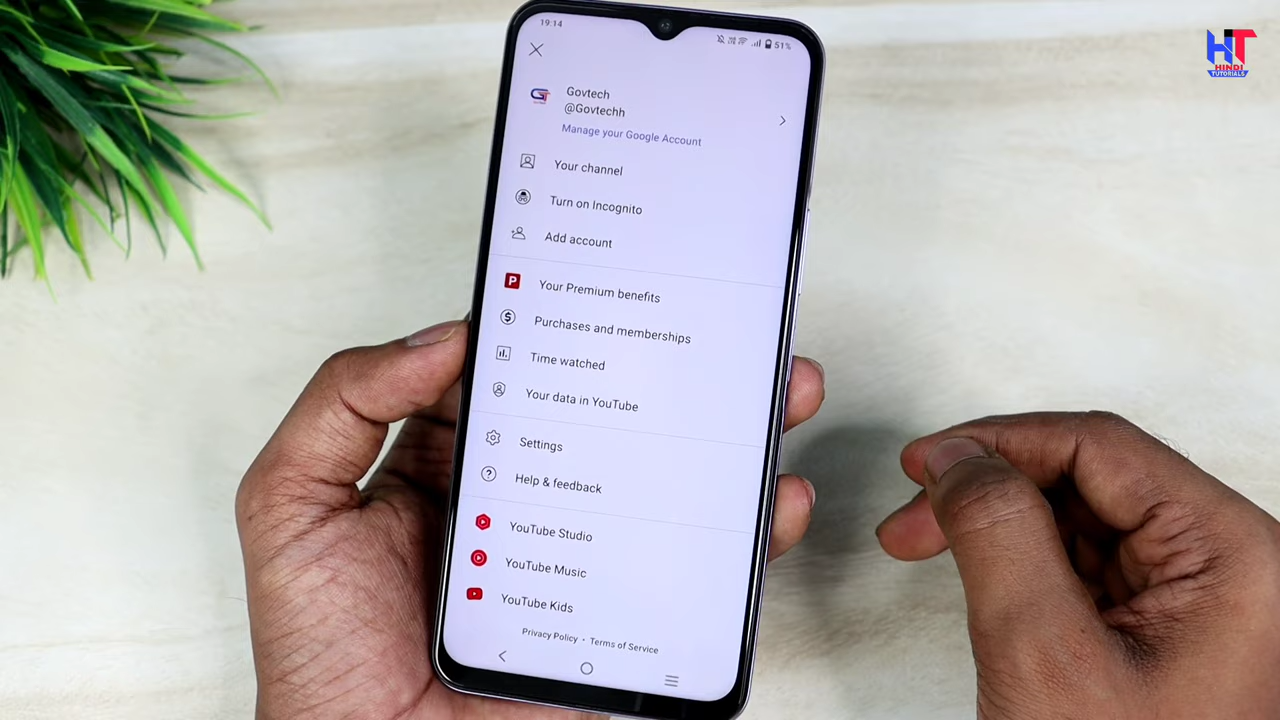 19:14
51%
HT
HINDI
TUTORIALS
GT
Govtech
@Govtechh
Manage your Google Account
Your channel
Turn on Incognito
Add account
P
Your Premium benefits
$
Purchases and memberships
Time watched
Your data in YouTube
Settings
?
Help & feedback
YouTube Studio
YouTube Music
YouTube Kids
Privacy Policy • Terms of Service